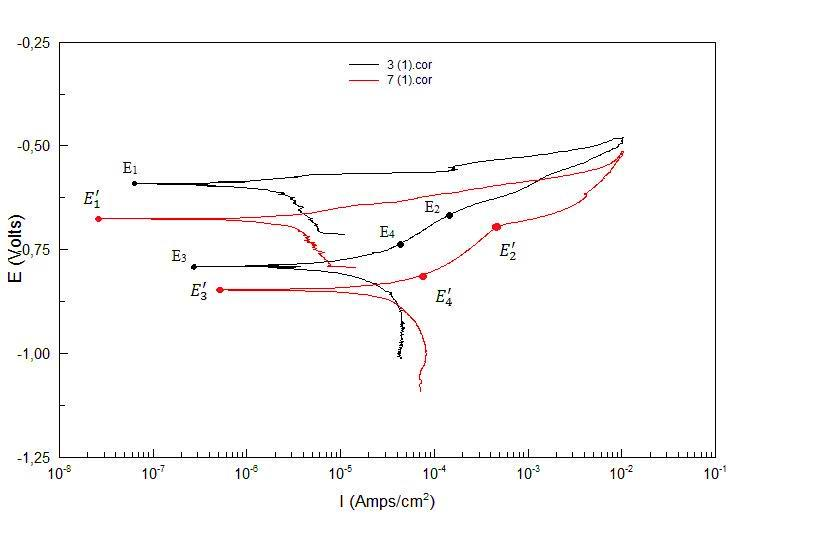 -0,25
3 (1).cor
7 (1).cor
-0,50
E₁
E′₁
E₂
E₄
E (Volts)
-0,75
E₃
E′₂
E′₃
E′₄
-1,00
-1,25
10⁻⁸ 10⁻⁷ 10⁻⁶ 10⁻⁵ 10⁻⁴ 10⁻³ 10⁻² 10⁻¹
I (Amps/cm²)